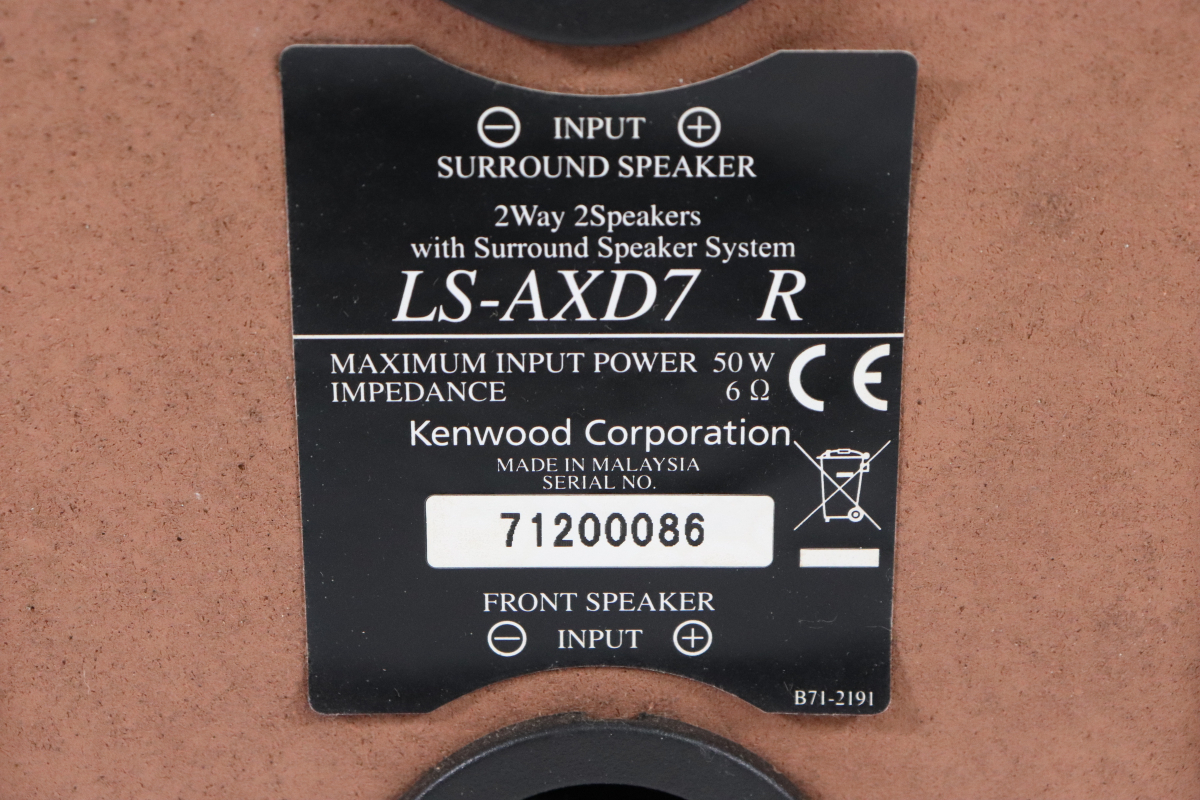 ⊖ INPUT ⊕
SURROUND SPEAKER
2Way 2Speakers
with Surround Speaker System
LS-AXD7 R
MAXIMUM INPUT POWER 50 W
IMPEDANCE 6 Ω
CE
Kenwood Corporation
MADE IN MALAYSIA
SERIAL NO.
71200086
FRONT SPEAKER
⊖ INPUT ⊕
B71-2191